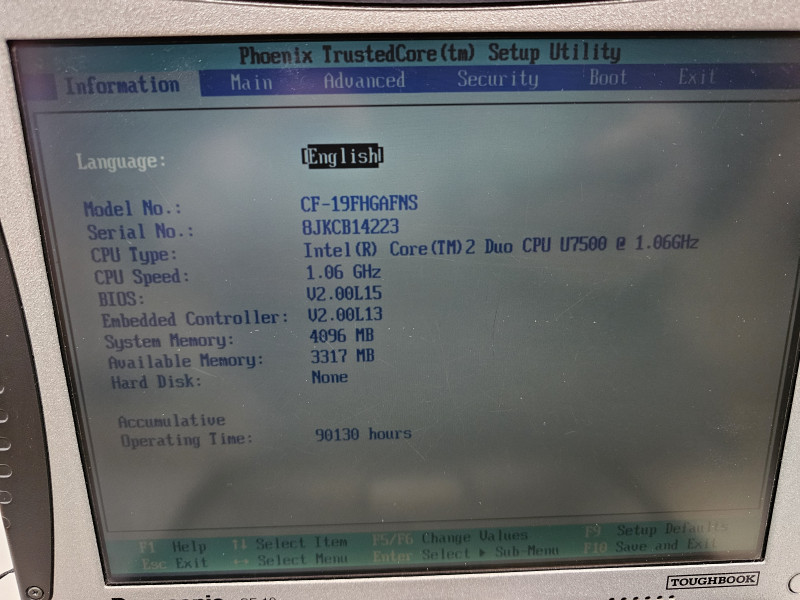 Phoenix TrustedCore(tm) Setup Utility
Information Main Advanced Security Boot Exit
Language: [English]
Model No.: CF-19FHGAFNS
Serial No.: 8JKCB14223
CPU Type: Intel(R) Core(TM)2 Duo CPU U7500 @ 1.06GHz
CPU Speed: 1.06 GHz
BIOS: V2.00L15
Embedded Controller: V2.00L13
System Memory: 4096 MB
Available Memory: 3317 MB
Hard Disk: None
Accumulative
Operating Time: 90130 hours
F1 Help ↑↓ Select Item F5/F6 Change Values F9 Setup Defaults
Esc Exit ↔ Select Menu Enter Select ▶ Sub-Menu F10 Save and Exit
TOUGHBOOK
Panasonic CF-19